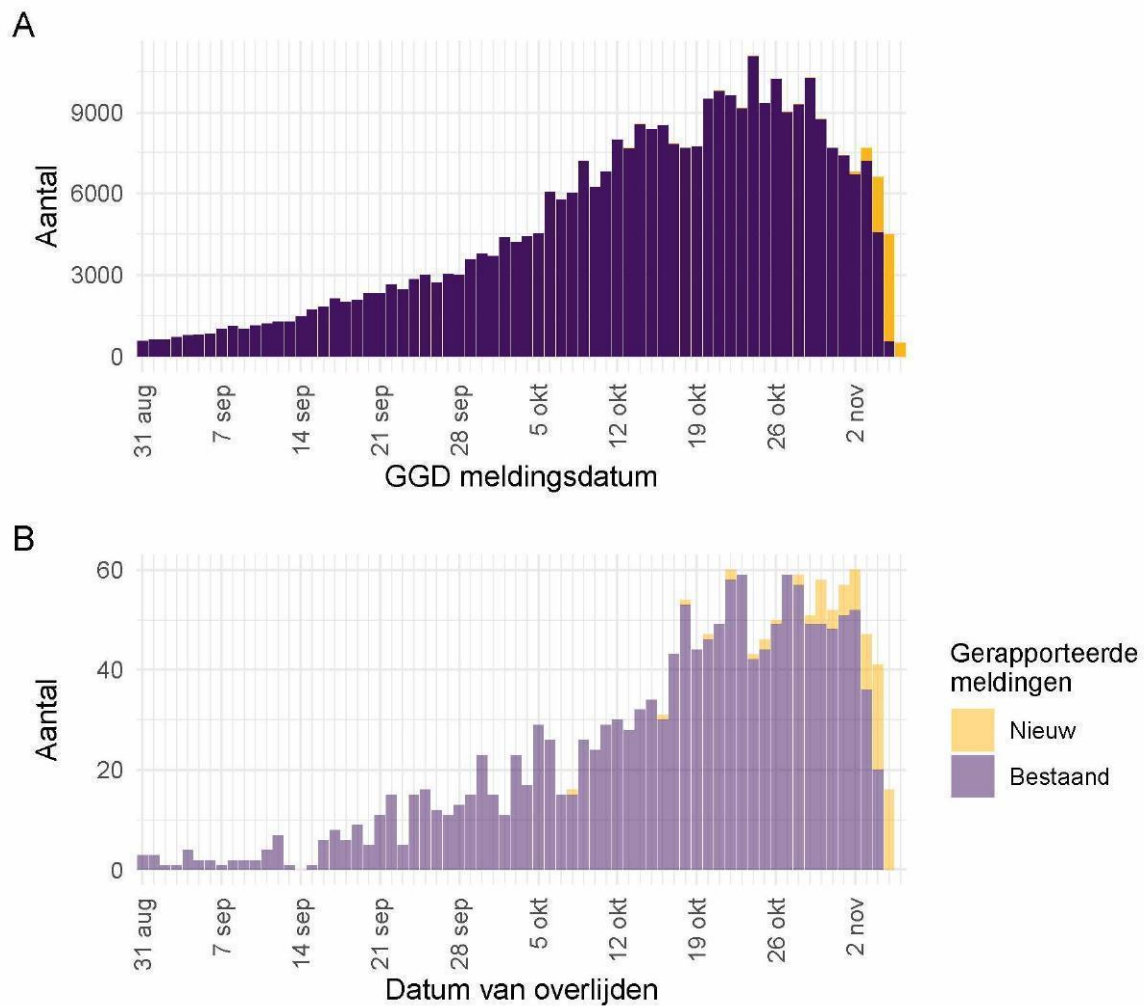 A
Aantal
9000
6000
3000
0
31 aug
7 sep
14 sep
21 sep
28 sep
5 okt
12 okt
19 okt
26 okt
2 nov
GGD meldingsdatum
B
Aantal
60
40
20
0
31 aug
7 sep
14 sep
21 sep
28 sep
5 okt
12 okt
19 okt
26 okt
2 nov
Datum van overlijden
Gerapporteerde
meldingen
Nieuw
Bestaand